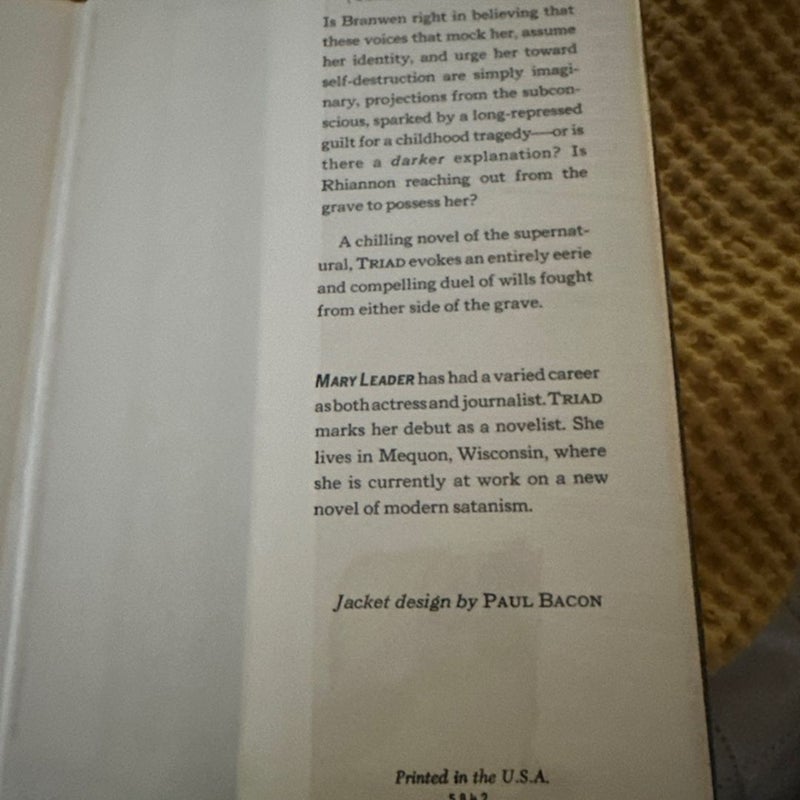 Is Branwen right in believing that
these voices that mock her, assume
her identity, and urge her toward
self-destruction are simply imagi-
nary, projections from the subcon-
scious, sparked by a long-repressed
guilt for a childhood tragedy—or is
there a darker explanation? Is
Rhiannon reaching out from the
grave to possess her?
A chilling novel of the supernat-
ural, TRIAD evokes an entirely eerie
and compelling duel of wills fought
from either side of the grave.
MARY LEADER has had a varied career
as both actress and journalist. TRIAD
marks her debut as a novelist. She
lives in Mequon, Wisconsin, where
she is currently at work on a new
novel of modern satanism.
Jacket design by PAUL BACON
Printed in the U.S.A.